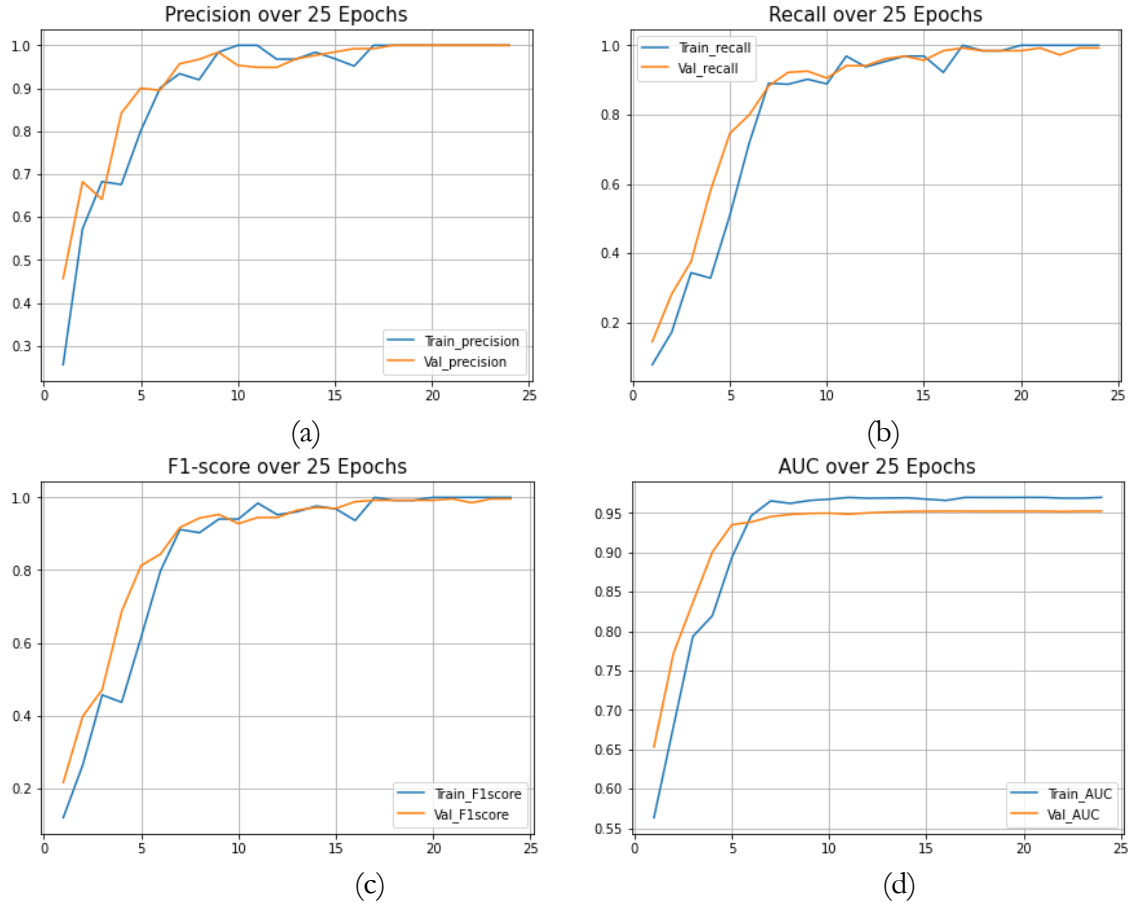 Precision over 25 Epochs
1.0
0.9
0.8
0.7
0.6
0.5
0.4
0.3
0 5 10 15 20 25
Train_precision
Val_precision
(a)
Recall over 25 Epochs
1.0
0.8
0.6
0.4
0.2
0 5 10 15 20 25
Train_recall
Val_recall
(b)
F1-score over 25 Epochs
1.0
0.8
0.6
0.4
0.2
0 5 10 15 20 25
Train_F1score
Val_F1score
(c)
AUC over 25 Epochs
0.95
0.90
0.85
0.80
0.75
0.70
0.65
0.60
0.55
0 5 10 15 20 25
Train_AUC
Val_AUC
(d)